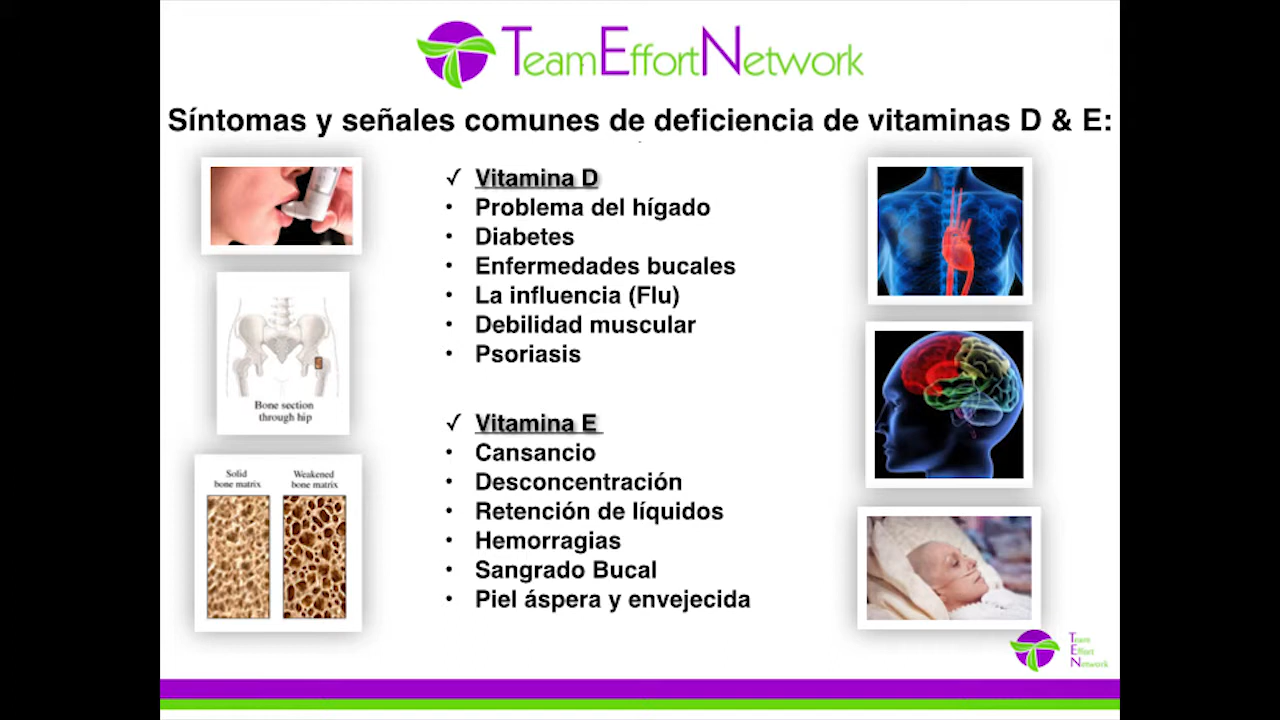 TeamEffortNetwork
Síntomas y señales comunes de deficiencia de vitaminas D & E:
✓ Vitamina D
• Problema del hígado
• Diabetes
• Enfermedades bucales
• La influencia (Flu)
• Debilidad muscular
• Psoriasis
✓ Vitamina E
• Cansancio
• Desconcentración
• Retención de líquidos
• Hemorragias
• Sangrado Bucal
• Piel áspera y envejecida
Bone section
through hip
Solid
bone matrix
Weakened
bone matrix
Team
Effort
Network